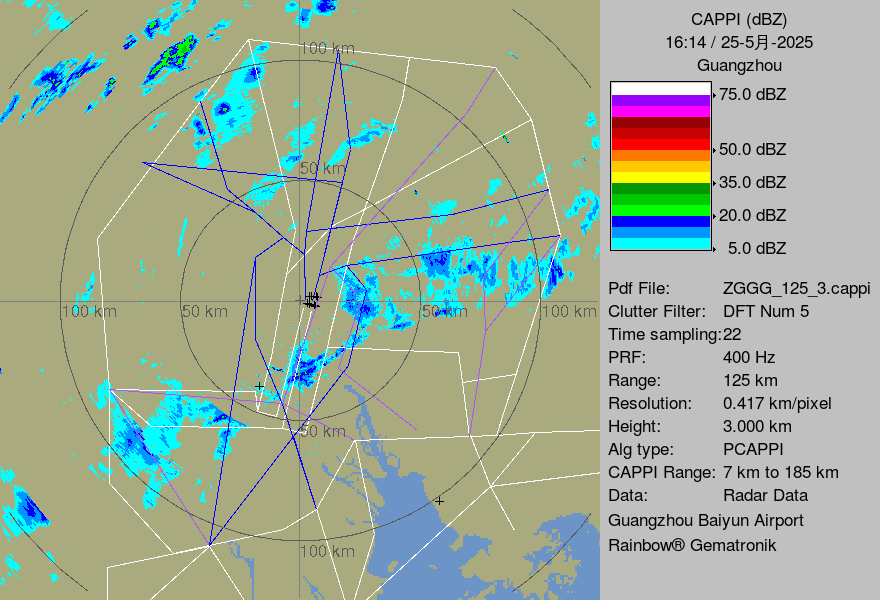 100 km
50 km
100 km
50 km
50 km
100 km
50 km
100 km
CAPPI (dBZ)
16:14 / 25-5月-2025
Guangzhou
75.0 dBZ
50.0 dBZ
35.0 dBZ
20.0 dBZ
5.0 dBZ
Pdf File: ZGGG_125_3.cappi
Clutter Filter: DFT Num 5
Time sampling:22
PRF: 400 Hz
Range: 125 km
Resolution: 0.417 km/pixel
Height: 3.000 km
Alg type: PCAPPI
CAPPI Range: 7 km to 185 km
Data: Radar Data
Guangzhou Baiyun Airport
Rainbow® Gematronik